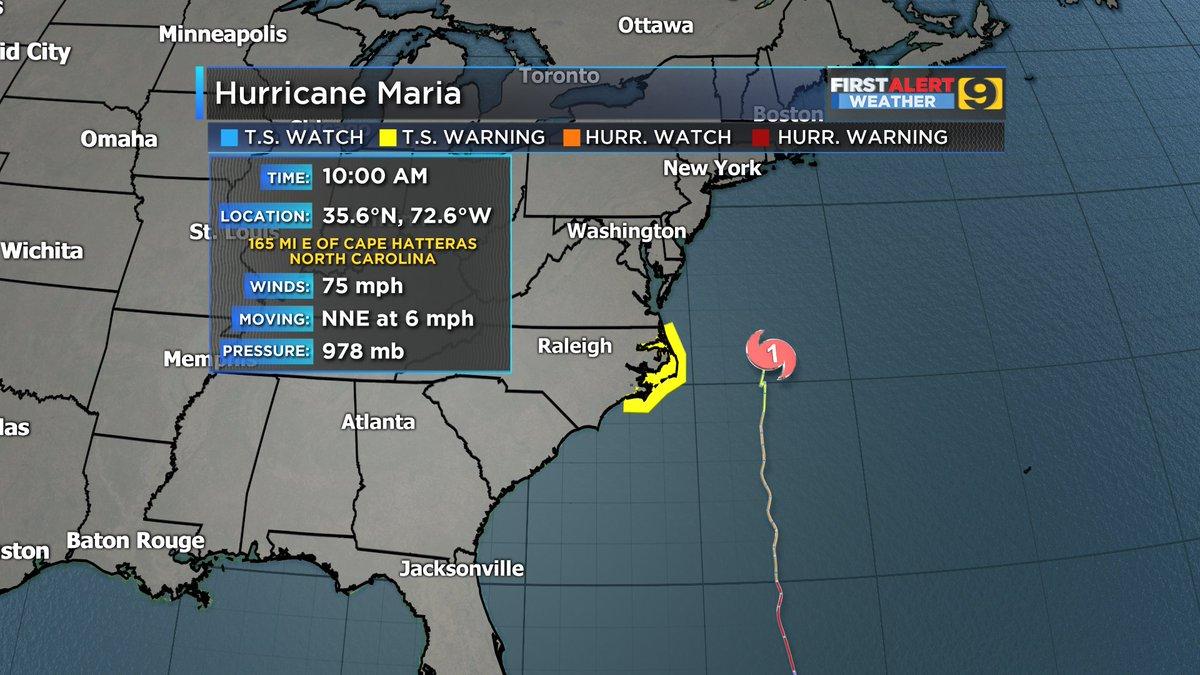 Minneapolis
Ottawa
id City
Toronto
Hurricane Maria
FIRST ALERT
WEATHER 9
Boston
Omaha
T.S. WATCH T.S. WARNING HURR. WATCH HURR. WARNING
New York
TIME: 10:00 AM
LOCATION: 35.6°N, 72.6°W
St. Louis
Washington
165 MI E OF CAPE HATTERAS
NORTH CAROLINA
Wichita
WINDS: 75 mph
MOVING: NNE at 6 mph
Raleigh
1
PRESSURE: 978 mb
Memphis
Atlanta
las
Baton Rouge
ston
Jacksonville